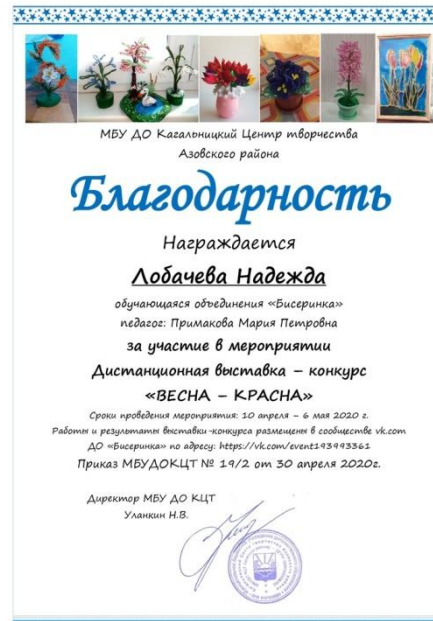 МБУ ДО Кагальницкий Центр творчества
Азовского района
Благодарность
Награждается
Лобачева Надежда
обучающаяся объединения «Бисеринка»
педагог: Примакова Мария Петровна
за участие в мероприятии
Дистанционная выставка – конкурс
«ВЕСНА – КРАСНА»
Сроки проведения мероприятия: 10 апреля – 6 мая 2020 г.
Работы и результаты выставки-конкурса размещены в сообществе vk.com
ДО «Бисеринка» по адресу: https://vk.com/event193993361
Приказ МБУДОКЦТ № 19/2 от 30 апреля 2020г.
Директор МБУ ДО КЦТ
Уланкин Н.В.